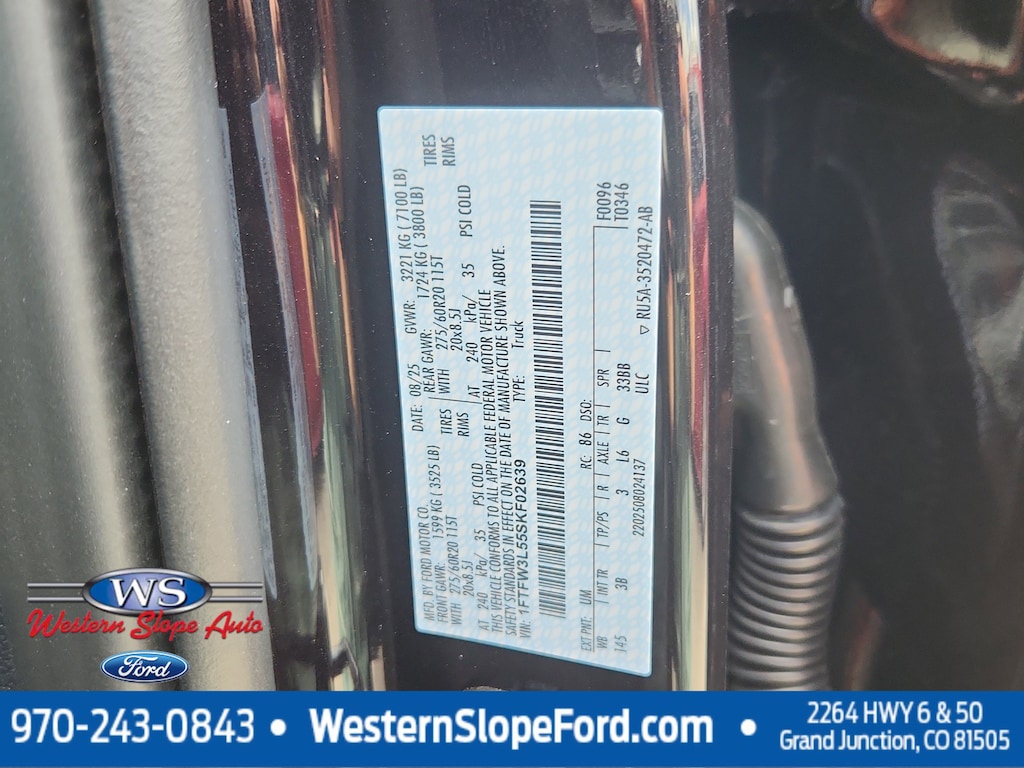 MFD. BY FORD MOTOR CO.
DATE: 08/25 GVWR: 3221 KG ( 7100 LB)
FRONT GAWR: 1599 KG ( 3525 LB)
REAR GAWR: 1724 KG ( 3800 LB)
WITH 275/60R20 115T TIRES
WITH 275/60R20 115T TIRES
20x8.5J RIMS
20x8.5J RIMS
AT 240 kPa/ 35 PSI COLD
AT 240 kPa/ 35 PSI COLD
THIS VEHICLE CONFORMS TO ALL APPLICABLE FEDERAL MOTOR VEHICLE
SAFETY STANDARDS IN EFFECT ON THE DATE OF MANUFACTURE SHOWN ABOVE.
VIN: 1FTFW3L55SKF02639
TYPE: Truck
F0096
T0346
EXT PNT: UM RC: 86 DSO:
WB INT TR TP/PS R AXLE TR SPR
145 3B 3 L6 G 33BB
2202508024137 ULC
▽ RU5A-3520472-AB
WS
Western Slope Auto
Ford
970-243-0843 • WesternSlopeFord.com •
2264 HWY 6 & 50
Grand Junction, CO 81505